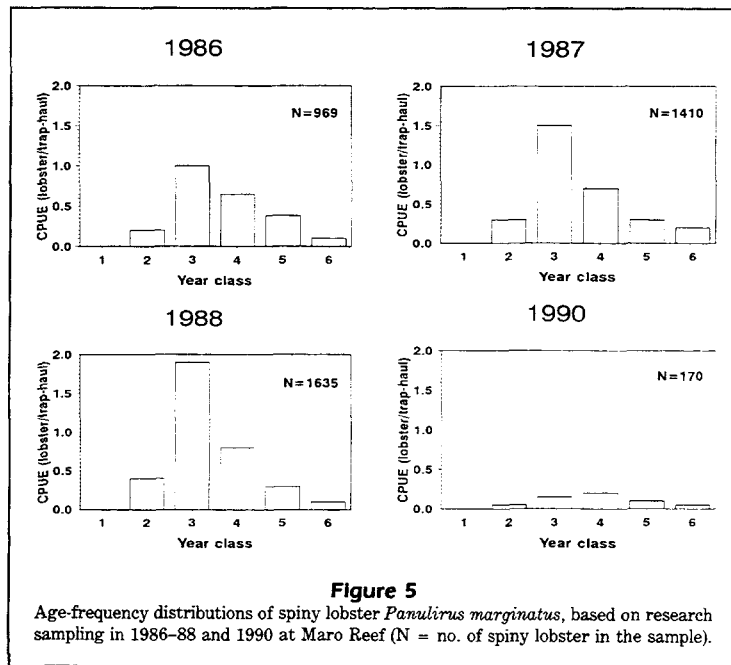 1986
2.0
1.5
1.0
0.5
0.0
CPUE (lobster/trap-haul)
N=969
1 2 3 4 5 6
Year class
1987
2.0
1.5
1.0
0.5
0.0
CPUE (lobster/trap-haul)
N=1410
1 2 3 4 5 6
Year class
1988
2.0
1.5
1.0
0.5
0.0
CPUE (lobster/trap-haul)
N=1635
1 2 3 4 5 6
Year class
1990
2.0
1.5
1.0
0.5
0.0
CPUE (lobster/trap-haul)
N=170
1 2 3 4 5 6
Year class
Figure 5
Age-frequency distributions of spiny lobster Panulirus marginatus, based on research
sampling in 1986–88 and 1990 at Maro Reef (N = no. of spiny lobster in the sample).